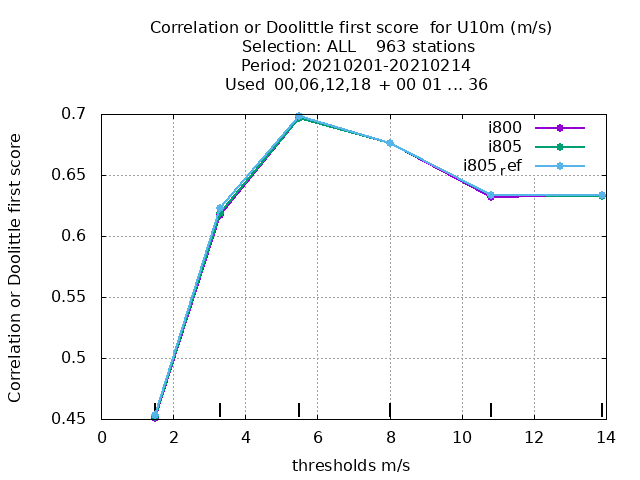 Correlation or Doolittle first score  for U10m (m/s)
Selection: ALL    963 stations
Period: 20210201-20210214
Used  00,06,12,18  + 00 01 ... 36
Correlation or Doolittle first score
0.7
0.65
0.6
0.55
0.5
0.45
i800
i805
i805ref
0 2 4 6 8 10 12 14
thresholds m/s